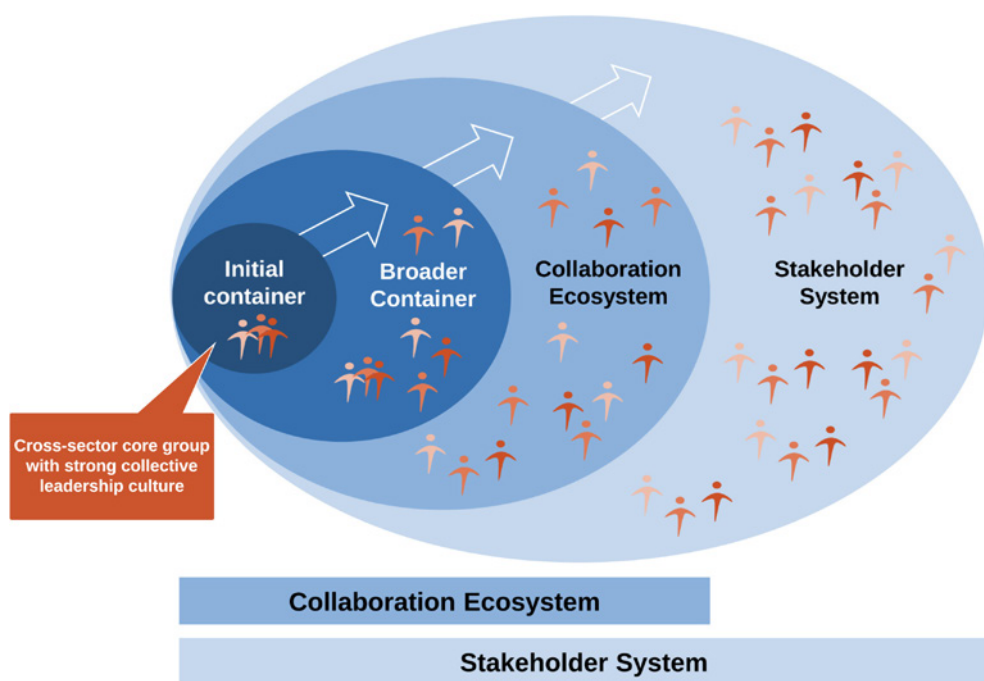 Initial
container
Broader
Container
Collaboration
Ecosystem
Stakeholder
System
Cross-sector core group
with strong collective
leadership culture
Collaboration Ecosystem
Stakeholder System